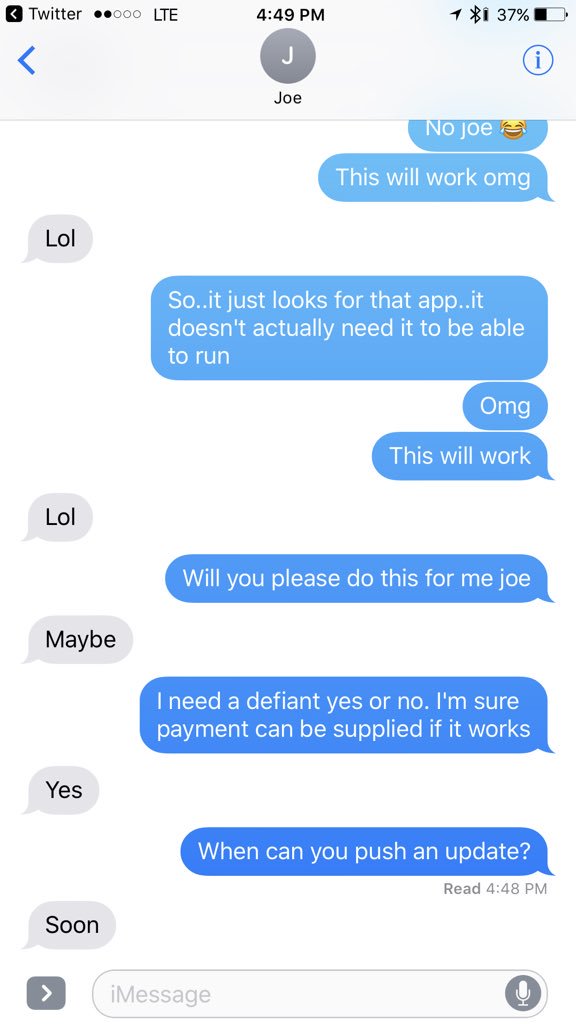 Twitter LTE 4:49 PM 37%
J
Joe
No joe 😂
This will work omg
Lol
So..it just looks for that app..it
doesn't actually need it to be able
to run
Omg
This will work
Lol
Will you please do this for me joe
Maybe
I need a defiant yes or no. I'm sure
payment can be supplied if it works
Yes
When can you push an update?
Read 4:48 PM
Soon
iMessage